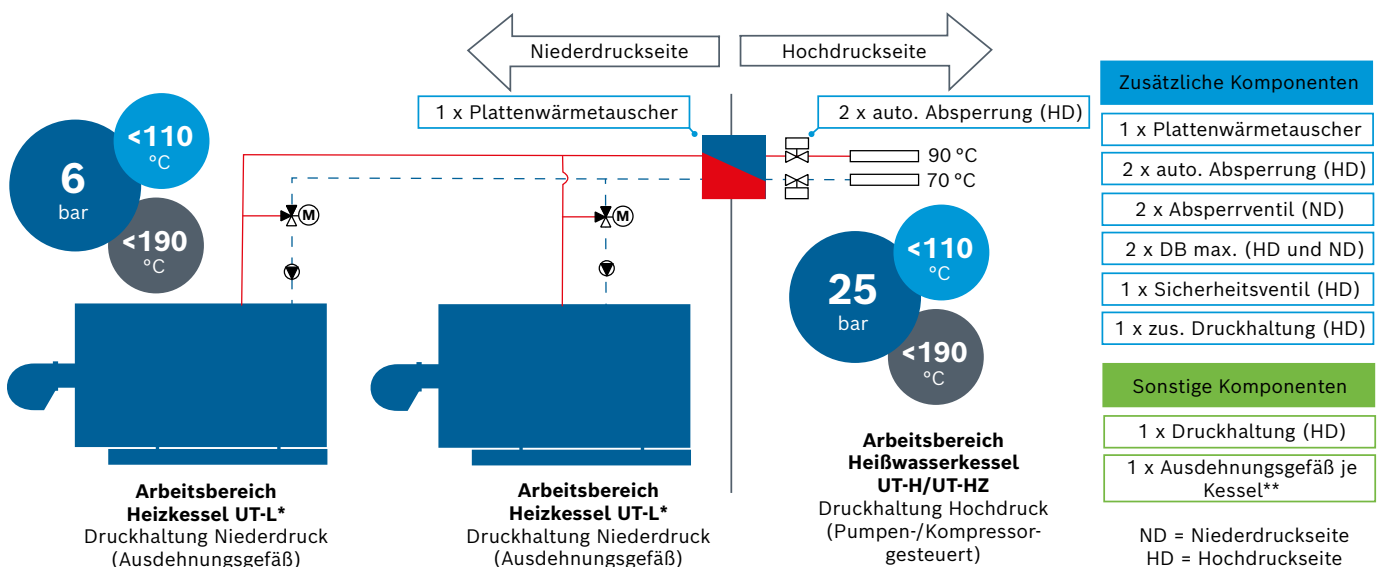 Niederdruckseite
Hochdruckseite
1 x Plattenwärmetauscher
2 x auto. Absperrung (HD)
90 °C
70 °C
6
bar
<110
°C
<190
°C
M
M
25
bar
<110
°C
<190
°C
Arbeitsbereich
Heizkessel UT-L*
Druckhaltung Niederdruck
(Ausdehnungsgefäß)
Arbeitsbereich
Heizkessel UT-L*
Druckhaltung Niederdruck
(Ausdehnungsgefäß)
Arbeitsbereich
Heißwasserkessel
UT-H/UT-HZ
Druckhaltung Hochdruck
(Pumpen-/Kompressor-
gesteuert)
Zusätzliche Komponenten
1 x Plattenwärmetauscher
2 x auto. Absperrung (HD)
2 x Absperrventil (ND)
2 x DB max. (HD und ND)
1 x Sicherheitsventil (HD)
1 x zus. Druckhaltung (HD)
Sonstige Komponenten
1 x Druckhaltung (HD)
1 x Ausdehnungsgefäß je
Kessel**
ND = Niederdruckseite
HD = Hochdruckseite